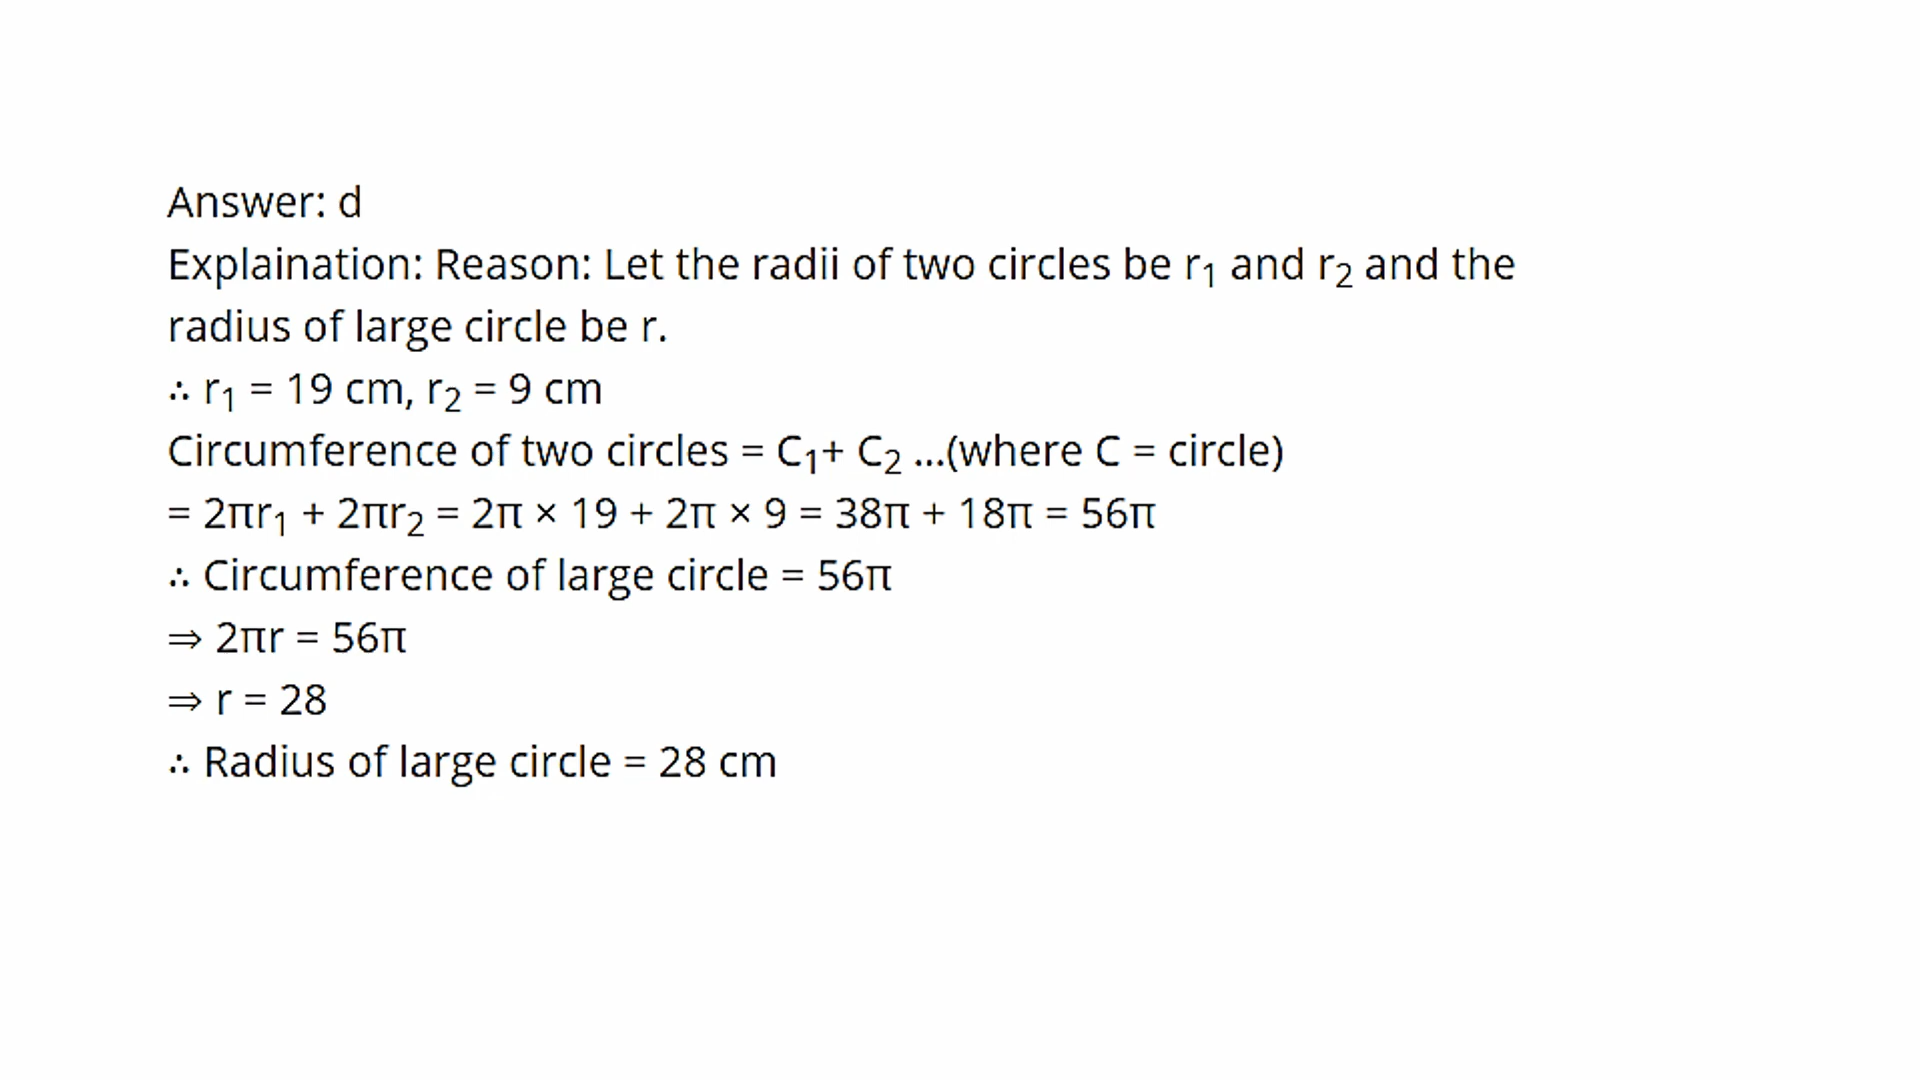 Answer: d
Explaination: Reason: Let the radii of two circles be r₁ and r₂ and the
radius of large circle be r.
∴ r₁ = 19 cm, r₂ = 9 cm
Circumference of two circles = C₁+ C₂ …(where C = circle)
= 2πr₁ + 2πr₂ = 2π × 19 + 2π × 9 = 38π + 18π = 56π
∴ Circumference of large circle = 56π
⇒ 2πr = 56π
⇒ r = 28
∴ Radius of large circle = 28 cm